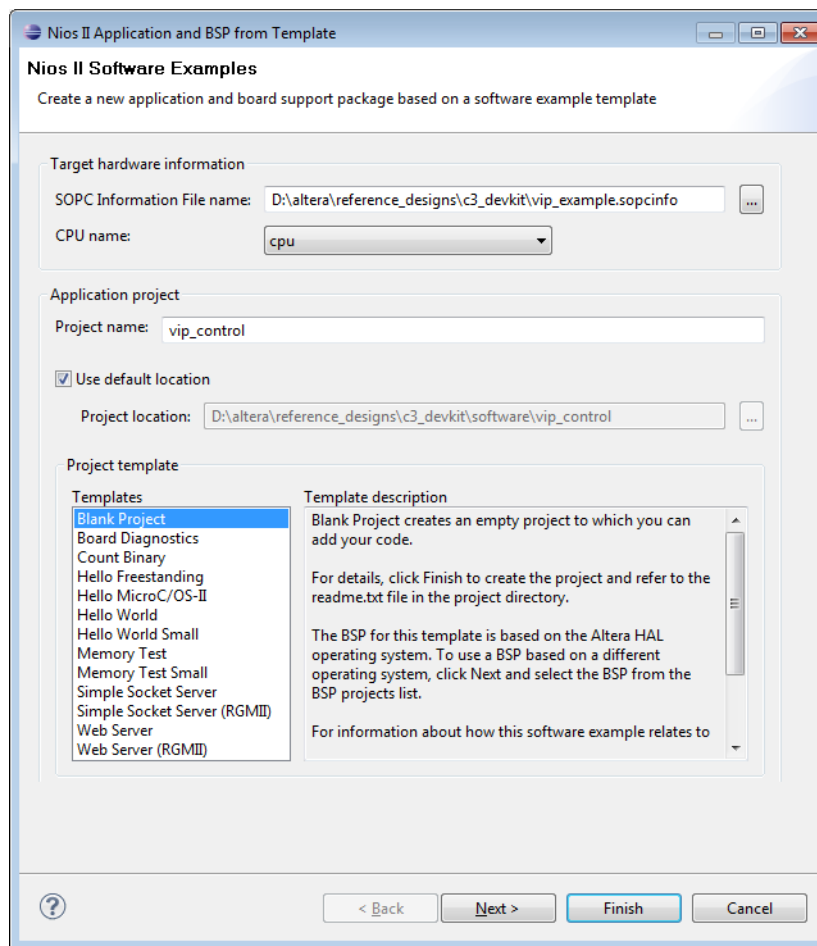 Nios II Application and BSP from Template
Nios II Software Examples
Create a new application and board support package based on a software example template
Target hardware information
SOPC Information File name: D:\altera\reference_designs\c3_devkit\vip_example.sopcinfo ...
CPU name: cpu
Application project
Project name: vip_control
Use default location
Project location: D:\altera\reference_designs\c3_devkit\software\vip_control ...
Project template
Templates
Blank Project
Board Diagnostics
Count Binary
Hello Freestanding
Hello MicroC/OS-II
Hello World
Hello World Small
Memory Test
Memory Test Small
Simple Socket Server
Simple Socket Server (RGMII)
Web Server
Web Server (RGMII)
Template description
Blank Project creates an empty project to which you can
add your code.
For details, click Finish to create the project and refer to the
readme.txt file in the project directory.
The BSP for this template is based on the Altera HAL
operating system. To use a BSP based on a different
operating system, click Next and select the BSP from the
BSP projects list.
For information about how this software example relates to
? < Back Next > Finish Cancel